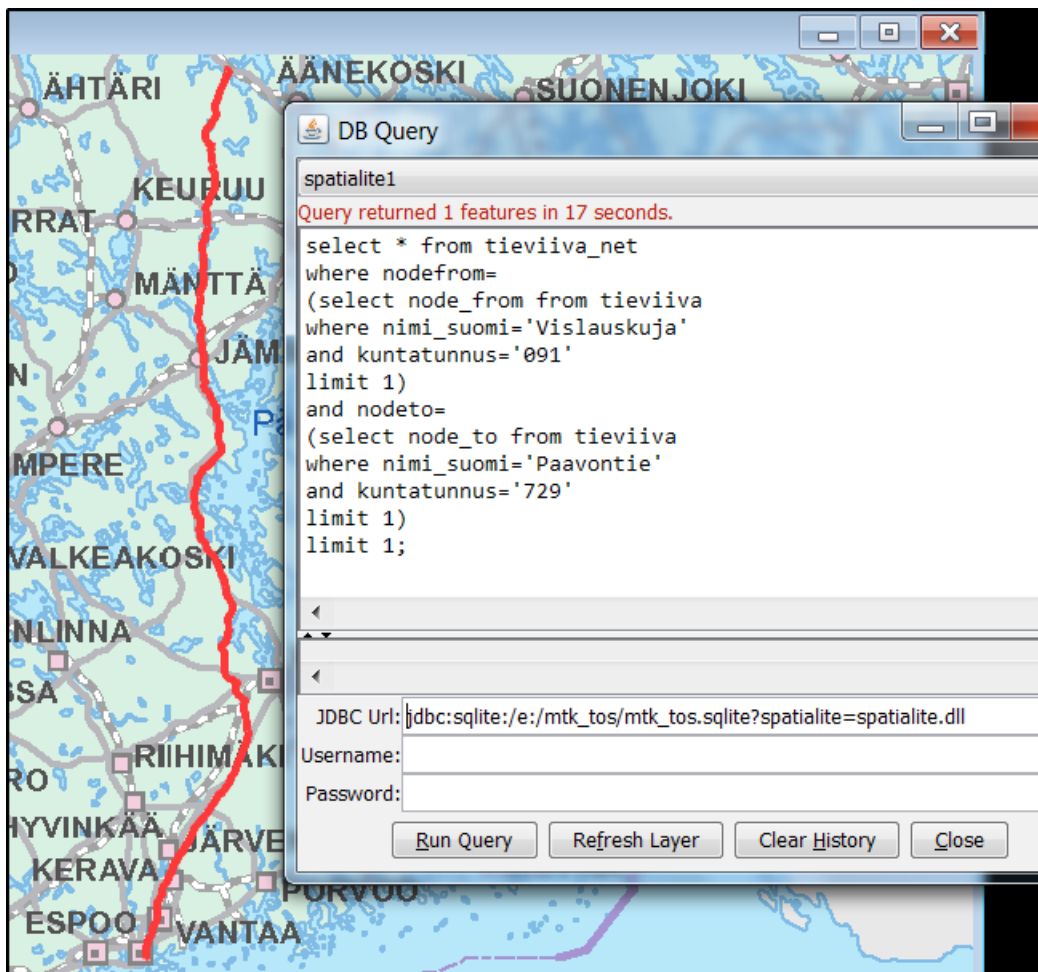 ÄHTÄRI
ÄÄNEKOSKI
SUONENJOKI
KEURUU
RRAT
MÄNTTÄ
JÄM
N
Pä
MPERE
VALKEAKOSKI
NLINNA
SSA
RIIHIMÄKI
RO
HYVINKÄÄ
JÄRVE
KERAVA
PORVOO
ESPOO
VANTAA
DB Query
spatialite1
Query returned 1 features in 17 seconds.
select * from tieviiva_net
where nodefrom=
(select node_from from tieviiva
where nimi_suomi='Vislauskuja'
and kuntatunnus='091'
limit 1)
and nodeto=
(select node_to from tieviiva
where nimi_suomi='Paavontie'
and kuntatunnus='729'
limit 1)
limit 1;
JDBC Url: jdbc:sqlite:/e:/mtk_tos/mtk_tos.sqlite?spatialite=spatialite.dll
Username:
Password:
Run Query Refresh Layer Clear History Close